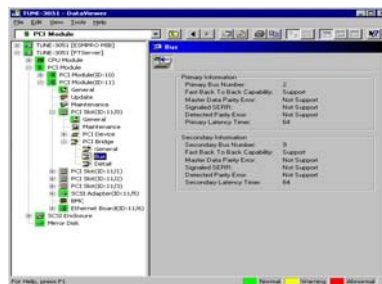 TUNE-3051 - DataViewer
File Edit View Tools Help
PCI Module
TUNE-3051 [ESMPRO MIB]
TUNE-3051 [FTServer]
CPU Module
PCI Module
PCI Module(ID:10)
PCI Module(ID:11)
General
Update
Maintenance
PCI Slot(ID:11/0)
General
Maintenance
PCI Device
PCI Bridge
General
Bus
Detail
PCI Slot(ID:11/1)
PCI Slot(ID:11/2)
PCI Slot(ID:11/3)
SCSI Adapter(ID:11/5)
BMC
Ethernet Board(ID:11/6)
SCSI Enclosure
Mirror Disk
Bus
Primary Information
Primary Bus Number: 2
Fast Back To Back Capability: Support
Master Data Parity Error: Not Support
Signaled SERR: Not Support
Detected Parity Error: Not Support
Primary Latency Timer: 64
Secondary Information
Secondary Bus Number:
Fast Back To Back Capability: Support
Master Data Parity Error: Not Support
Signaled SERR: Not Support
Detected Parity Error: Not Support
Secondary Latency Timer: 64
For Help, press F1
Normal Warning Abnormal